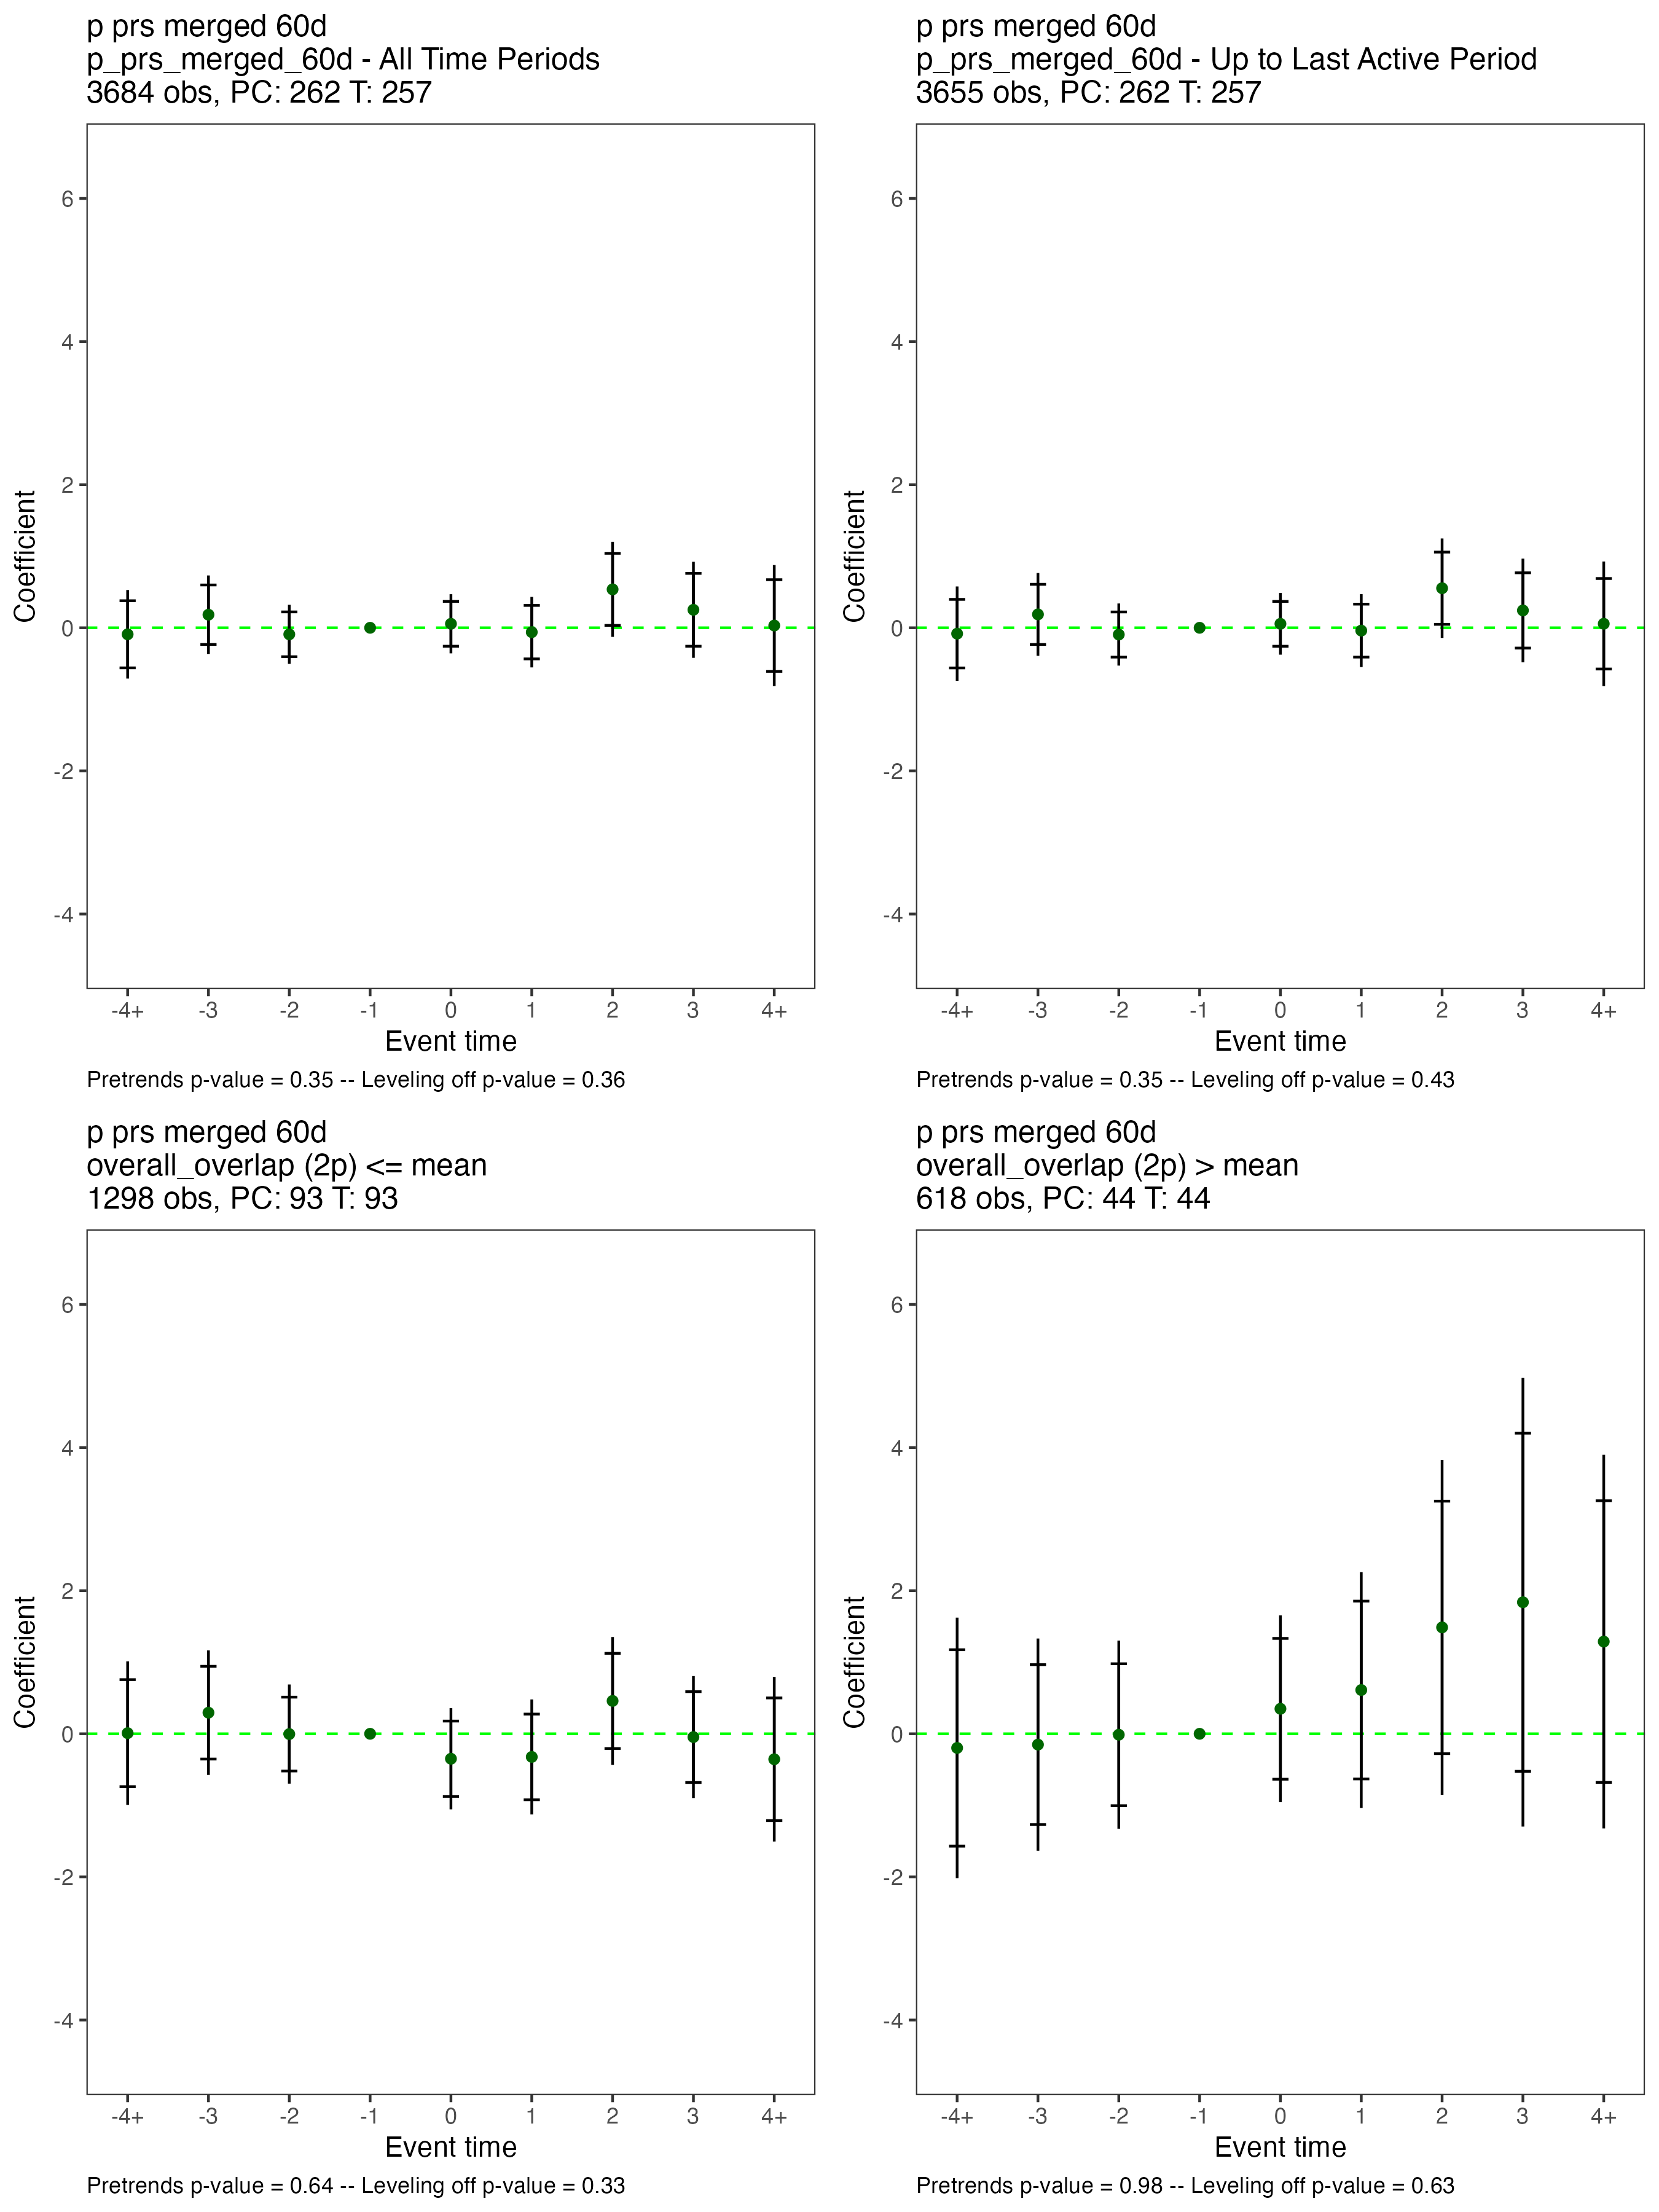 p prs merged 60d
p_prs_merged_60d - All Time Periods
3684 obs, PC: 262 T: 257
Coefficient
6
4
2
0
-2
-4
-4+ -3 -2 -1 0 1 2 3 4+
Event time
Pretrends p-value = 0.35 -- Leveling off p-value = 0.36
p prs merged 60d
p_prs_merged_60d - Up to Last Active Period
3655 obs, PC: 262 T: 257
Coefficient
6
4
2
0
-2
-4
-4+ -3 -2 -1 0 1 2 3 4+
Event time
Pretrends p-value = 0.35 -- Leveling off p-value = 0.43
p prs merged 60d
overall_overlap (2p) <= mean
1298 obs, PC: 93 T: 93
Coefficient
6
4
2
0
-2
-4
-4+ -3 -2 -1 0 1 2 3 4+
Event time
Pretrends p-value = 0.64 -- Leveling off p-value = 0.33
p prs merged 60d
overall_overlap (2p) > mean
618 obs, PC: 44 T: 44
Coefficient
6
4
2
0
-2
-4
-4+ -3 -2 -1 0 1 2 3 4+
Event time
Pretrends p-value = 0.98 -- Leveling off p-value = 0.63